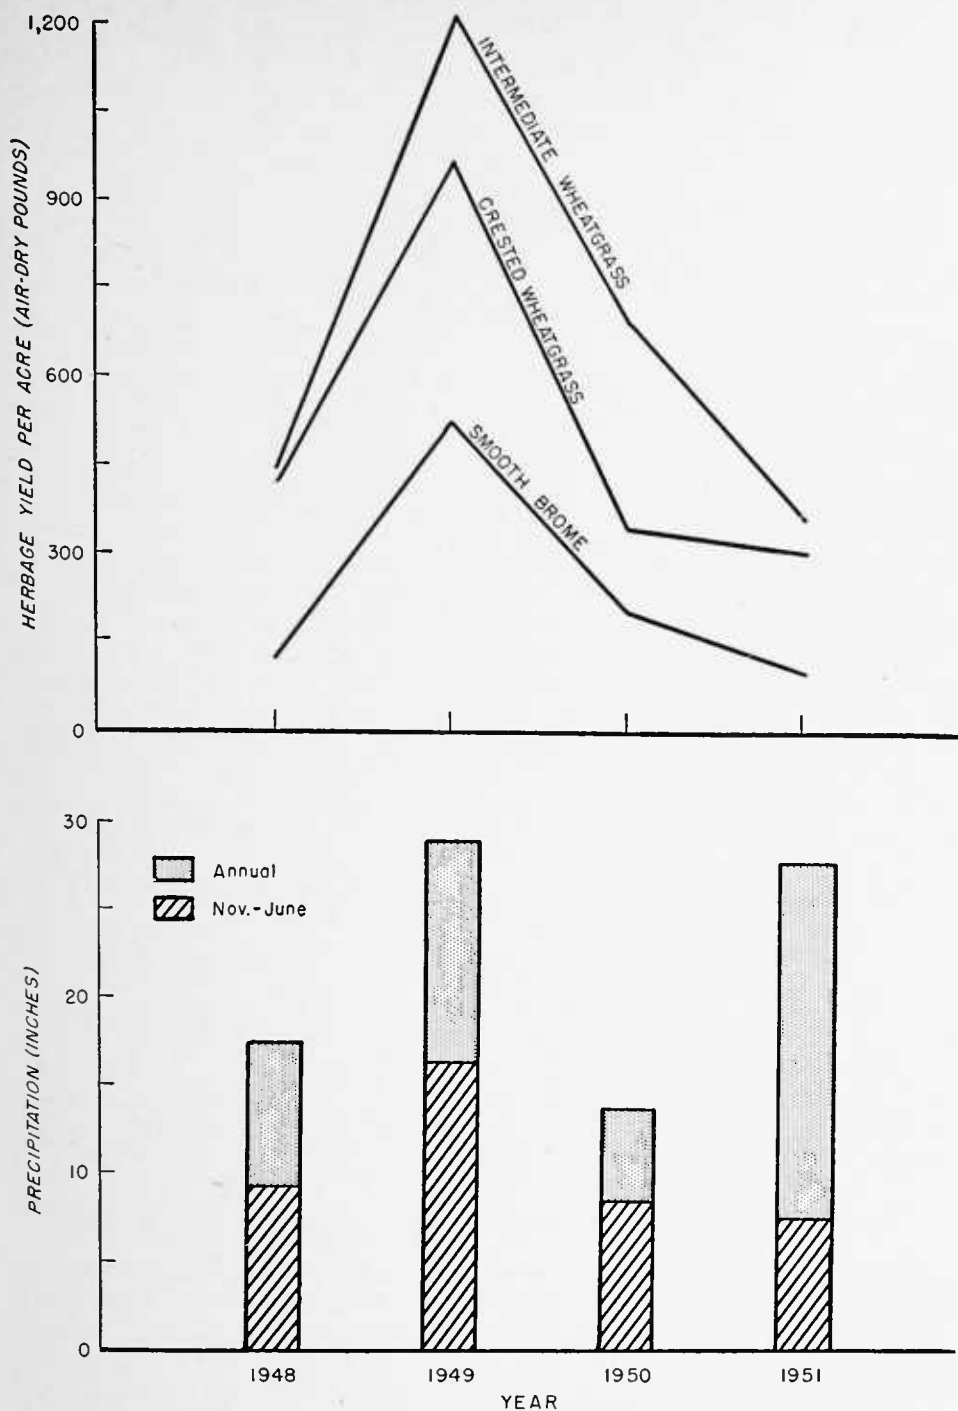 1,200
900
600
300
0
HERBAGE YIELD PER ACRE (AIR-DRY POUNDS)
INTERMEDIATE WHEATGRASS
CRESTED WHEATGRASS
SMOOTH BROME
30
20
10
0
PRECIPITATION (INCHES)
Annual
Nov.-June
1948 1949 1950 1951
YEAR